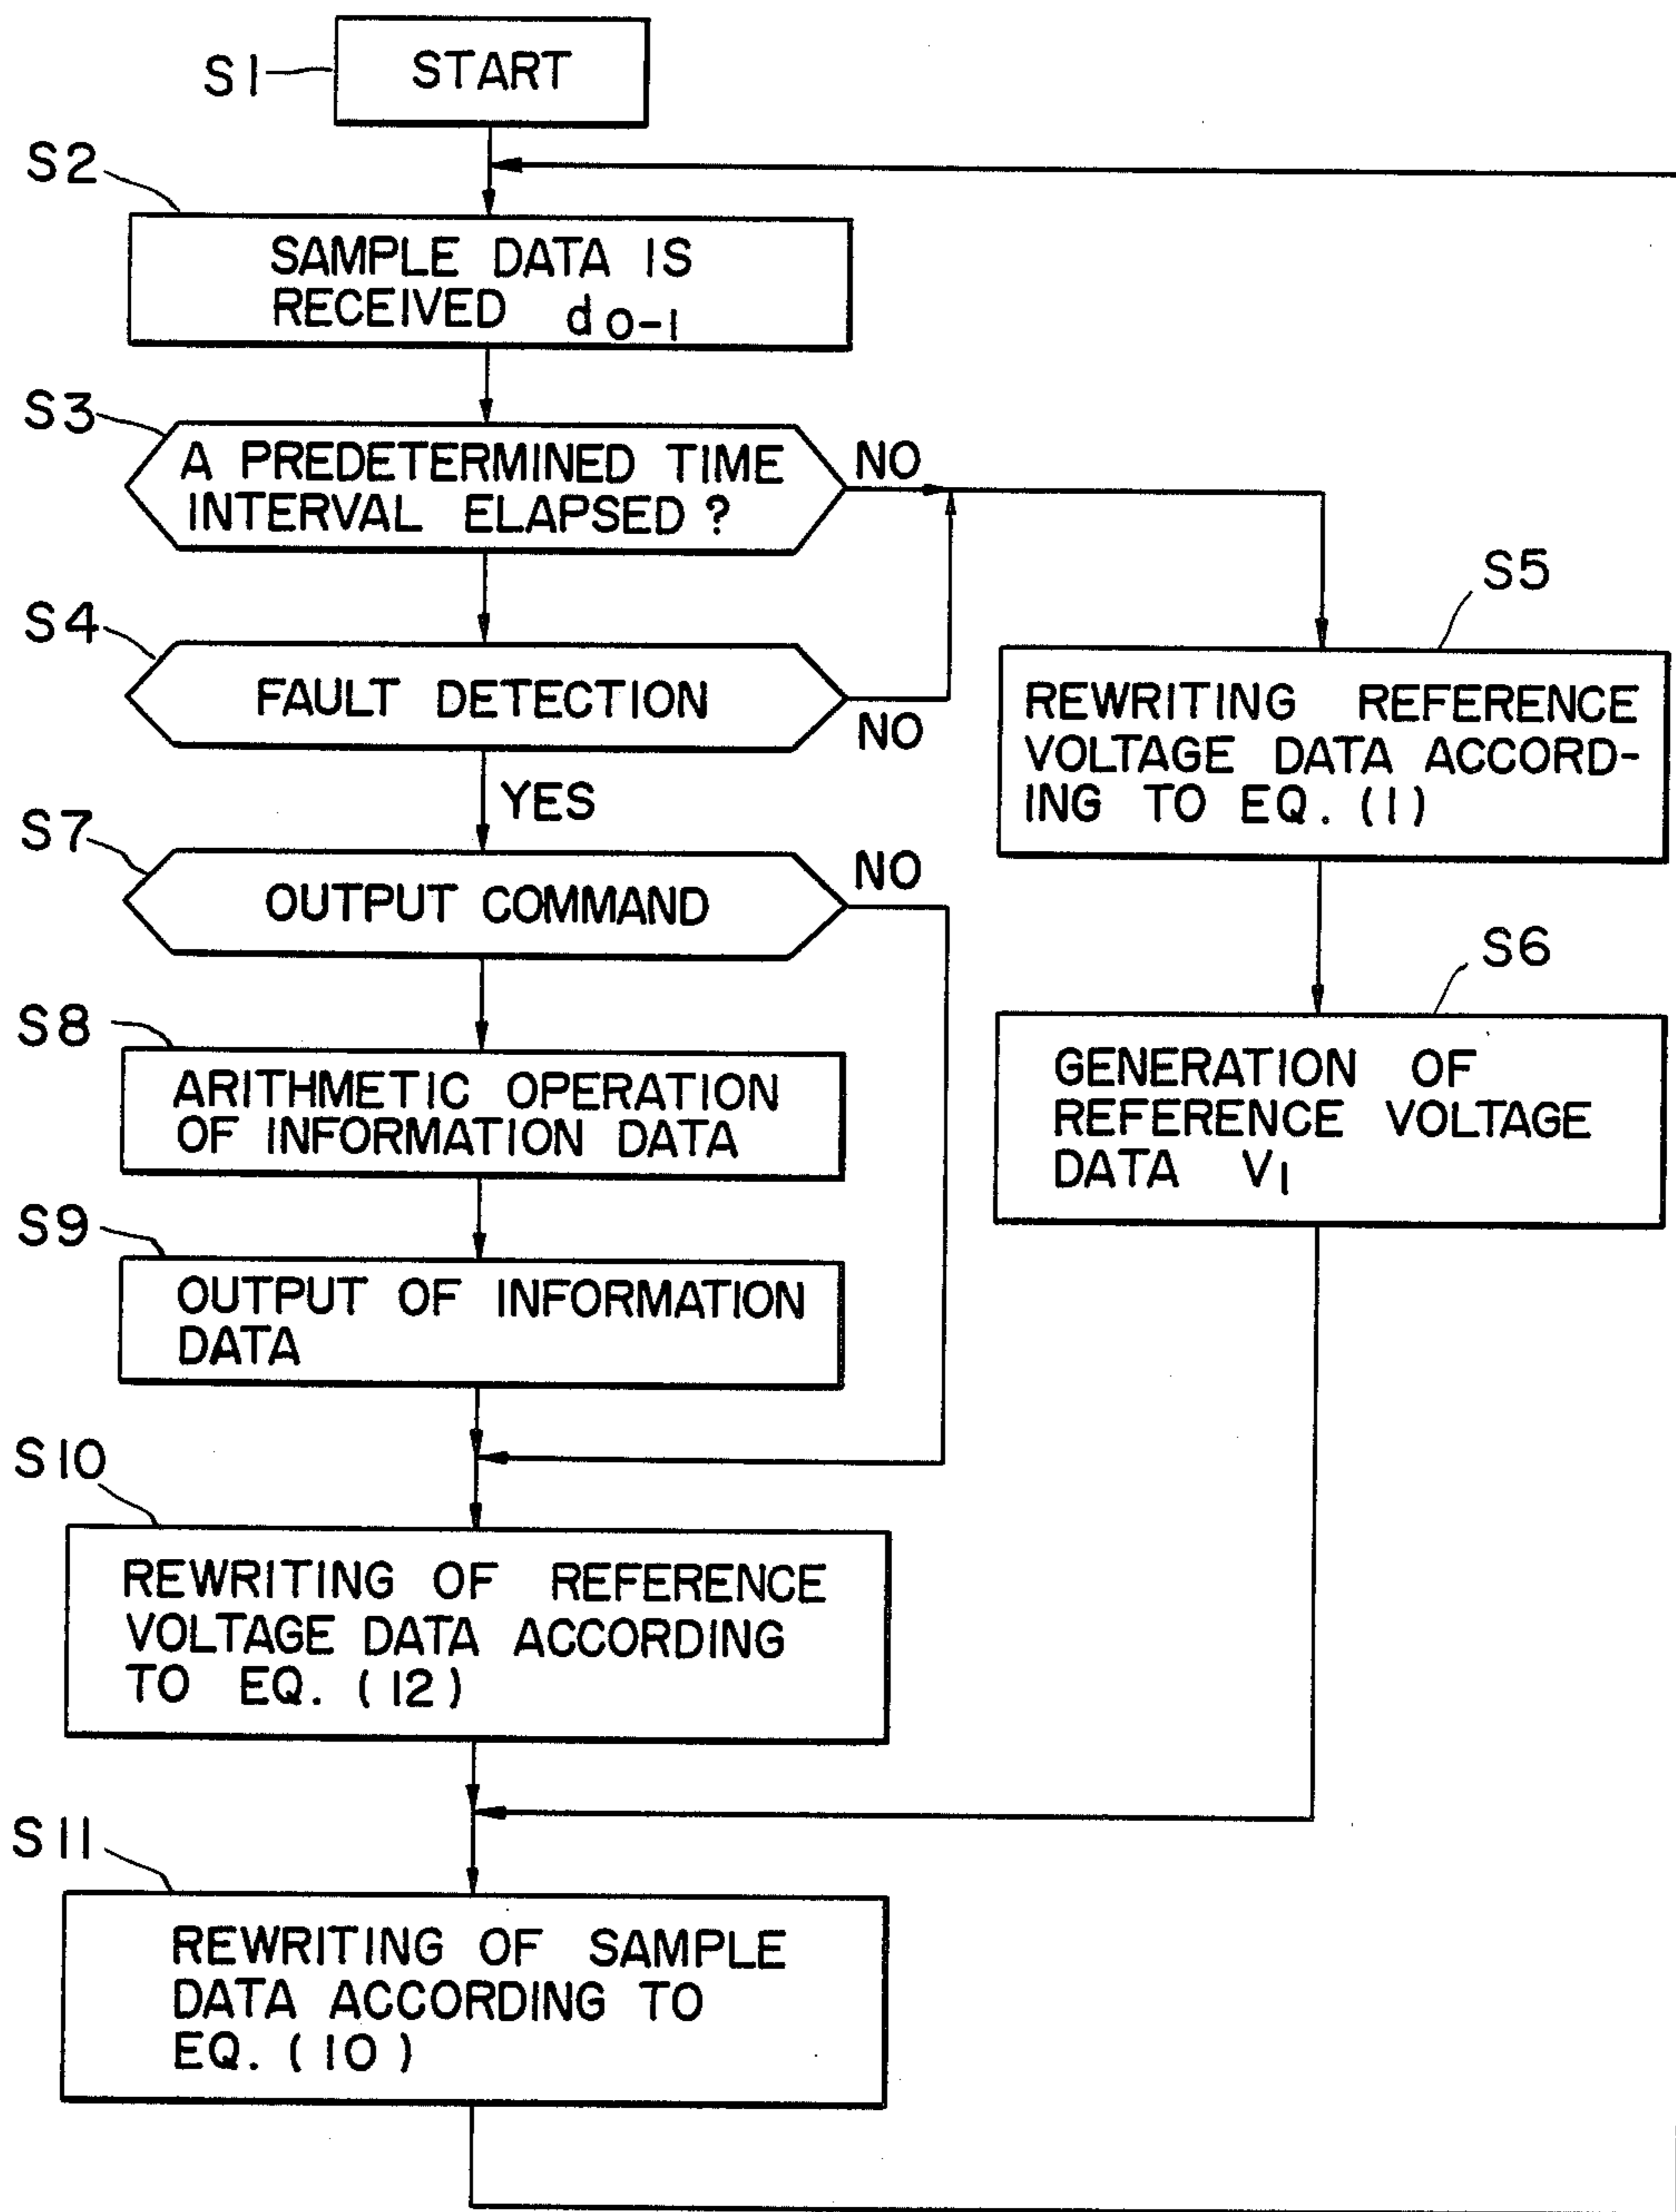 S1
START
S2
SAMPLE DATA IS
RECEIVED d0-1
S3
A PREDETERMINED TIME
INTERVAL ELAPSED ?
NO
S4
FAULT DETECTION
NO
YES
S5
REWRITING REFERENCE
VOLTAGE DATA ACCORD-
ING TO EQ. (1)
S6
GENERATION OF
REFERENCE VOLTAGE
DATA V1
S7
OUTPUT COMMAND
NO
S8
ARITHMETIC OPERATION
OF INFORMATION DATA
S9
OUTPUT OF INFORMATION
DATA
S10
REWRITING OF REFERENCE
VOLTAGE DATA ACCORDING
TO EQ. (12)
S11
REWRITING OF SAMPLE
DATA ACCORDING TO
EQ. (10)